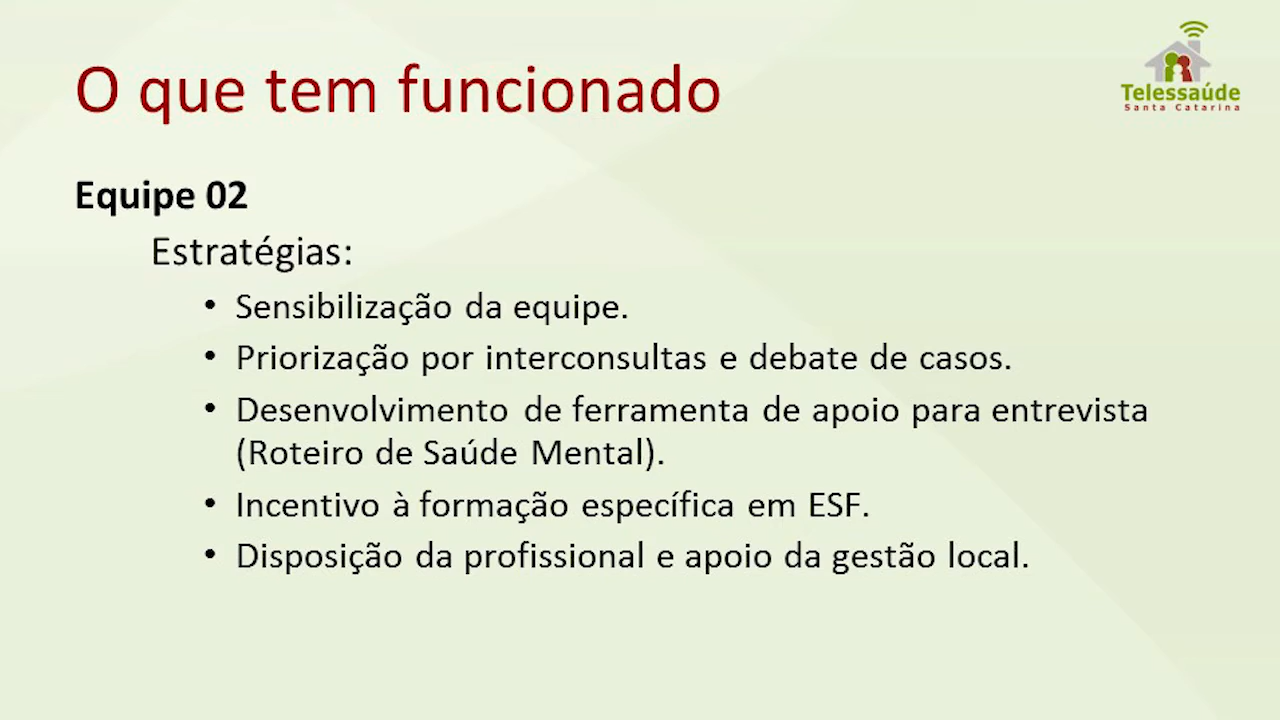 O que tem funcionado
Telessaúde
Santa Catarina
Equipe 02
Estratégias:
• Sensibilização da equipe.
• Priorização por interconsultas e debate de casos.
• Desenvolvimento de ferramenta de apoio para entrevista
(Roteiro de Saúde Mental).
• Incentivo à formação específica em ESF.
• Disposição da profissional e apoio da gestão local.